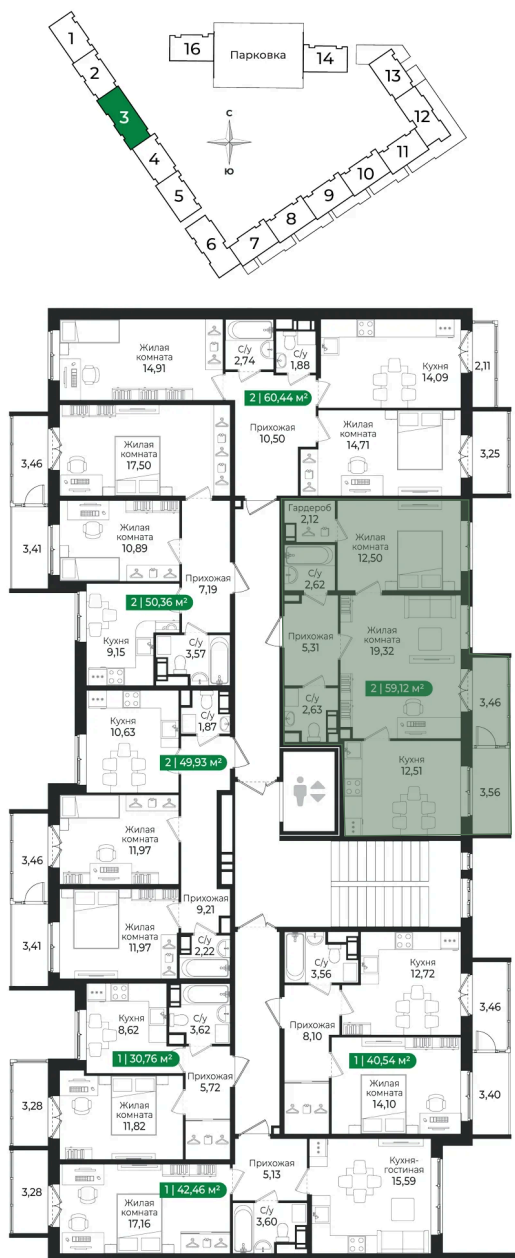 1
2
3
4
5
6
7
8
9
10
11
12
13
14
16
Парковка
С
Ю
Жилая
комната
14,91
С/у
2,74
С/у
1,88
Кухня
14,09
2,11
2 | 60,44 м²
Прихожая
10,50
Жилая
комната
14,71
3,25
Жилая
комната
17,50
3,46
3,41
Жилая
комната
10,89
Прихожая
7,19
2 | 50,36 м²
Кухня
9,15
С/у
3,57
Гардероб
2,12
Жилая
комната
12,50
С/у
2,62
Прихожая
5,31
Жилая
комната
19,32
2 | 59,12 м²
С/у
2,63
3,46
Кухня
12,51
3,56
Кухня
10,63
С/у
1,87
2 | 49,93 м²
Жилая
комната
11,97
3,46
3,41
Жилая
комната
11,97
Прихожая
9,21
С/у
2,22
С/у
3,56
Кухня
12,72
3,46
Прихожая
8,10
1 | 40,54 м²
Жилая
комната
14,10
3,40
Кухня
8,62
С/у
3,62
1 | 30,76 м²
Прихожая
5,72
3,28
Жилая
комната
11,82
3,28
1 | 42,46 м²
Жилая
комната
17,16
Прихожая
5,13
С/у
3,60
Кухня-
гостиная
15,59